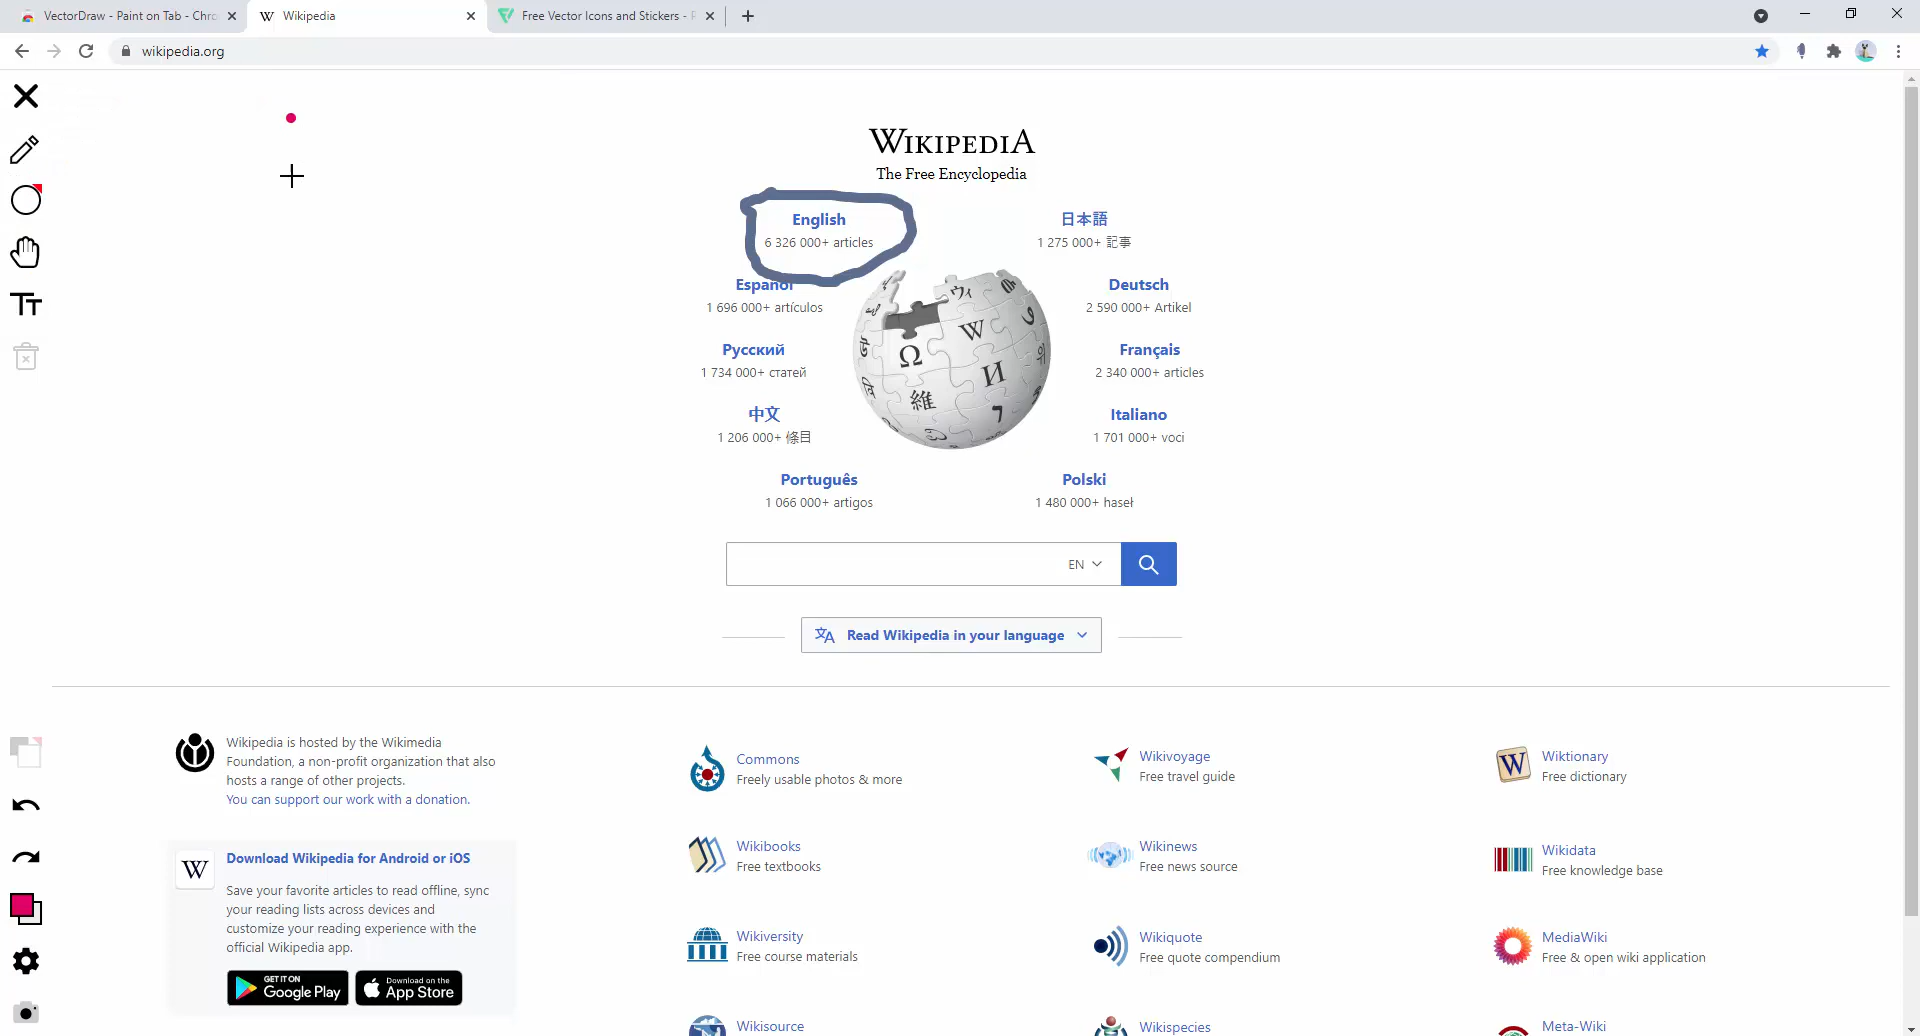 VectorDraw - Paint on Tab - Chro
Wikipedia
Free Vector Icons and Stickers -
wikipedia.org
WIKIPEDIA
The Free Encyclopedia
English
6 326 000+ articles
日本語
1 275 000+ 記事
Español
1 696 000+ artículos
Deutsch
2 590 000+ Artikel
Русский
1 734 000+ статей
Français
2 340 000+ articles
中文
1 206 000+ 條目
Italiano
1 701 000+ voci
Português
1 066 000+ artigos
Polski
1 480 000+ haseł
EN
Read Wikipedia in your language
Wikipedia is hosted by the Wikimedia
Foundation, a non-profit organization that also
hosts a range of other projects.
You can support our work with a donation.
Download Wikipedia for Android or iOS
Save your favorite articles to read offline, sync
your reading lists across devices and
customize your reading experience with the
official Wikipedia app.
GET IT ON
Google Play
Download on the
App Store
Commons
Freely usable photos & more
Wikivoyage
Free travel guide
Wiktionary
Free dictionary
Wikibooks
Free textbooks
Wikinews
Free news source
Wikidata
Free knowledge base
Wikiversity
Free course materials
Wikiquote
Free quote compendium
MediaWiki
Free & open wiki application
Wikisource
Wikispecies
Meta-Wiki